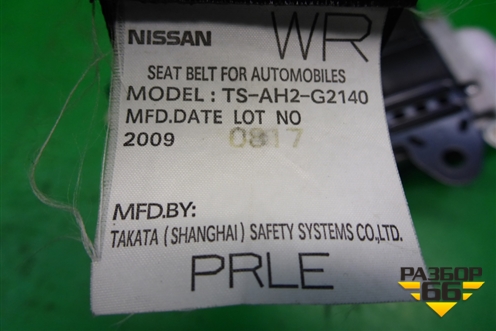 NISSAN WR
SEAT BELT FOR AUTOMOBILES
MODEL : TS-AH2-G2140
MFD.DATE LOT NO
2009 0817
MFD.BY:
TAKATA (SHANGHAI) SAFETY SYSTEMS CO.,LTD.
PRLE
РАЗБОР
66